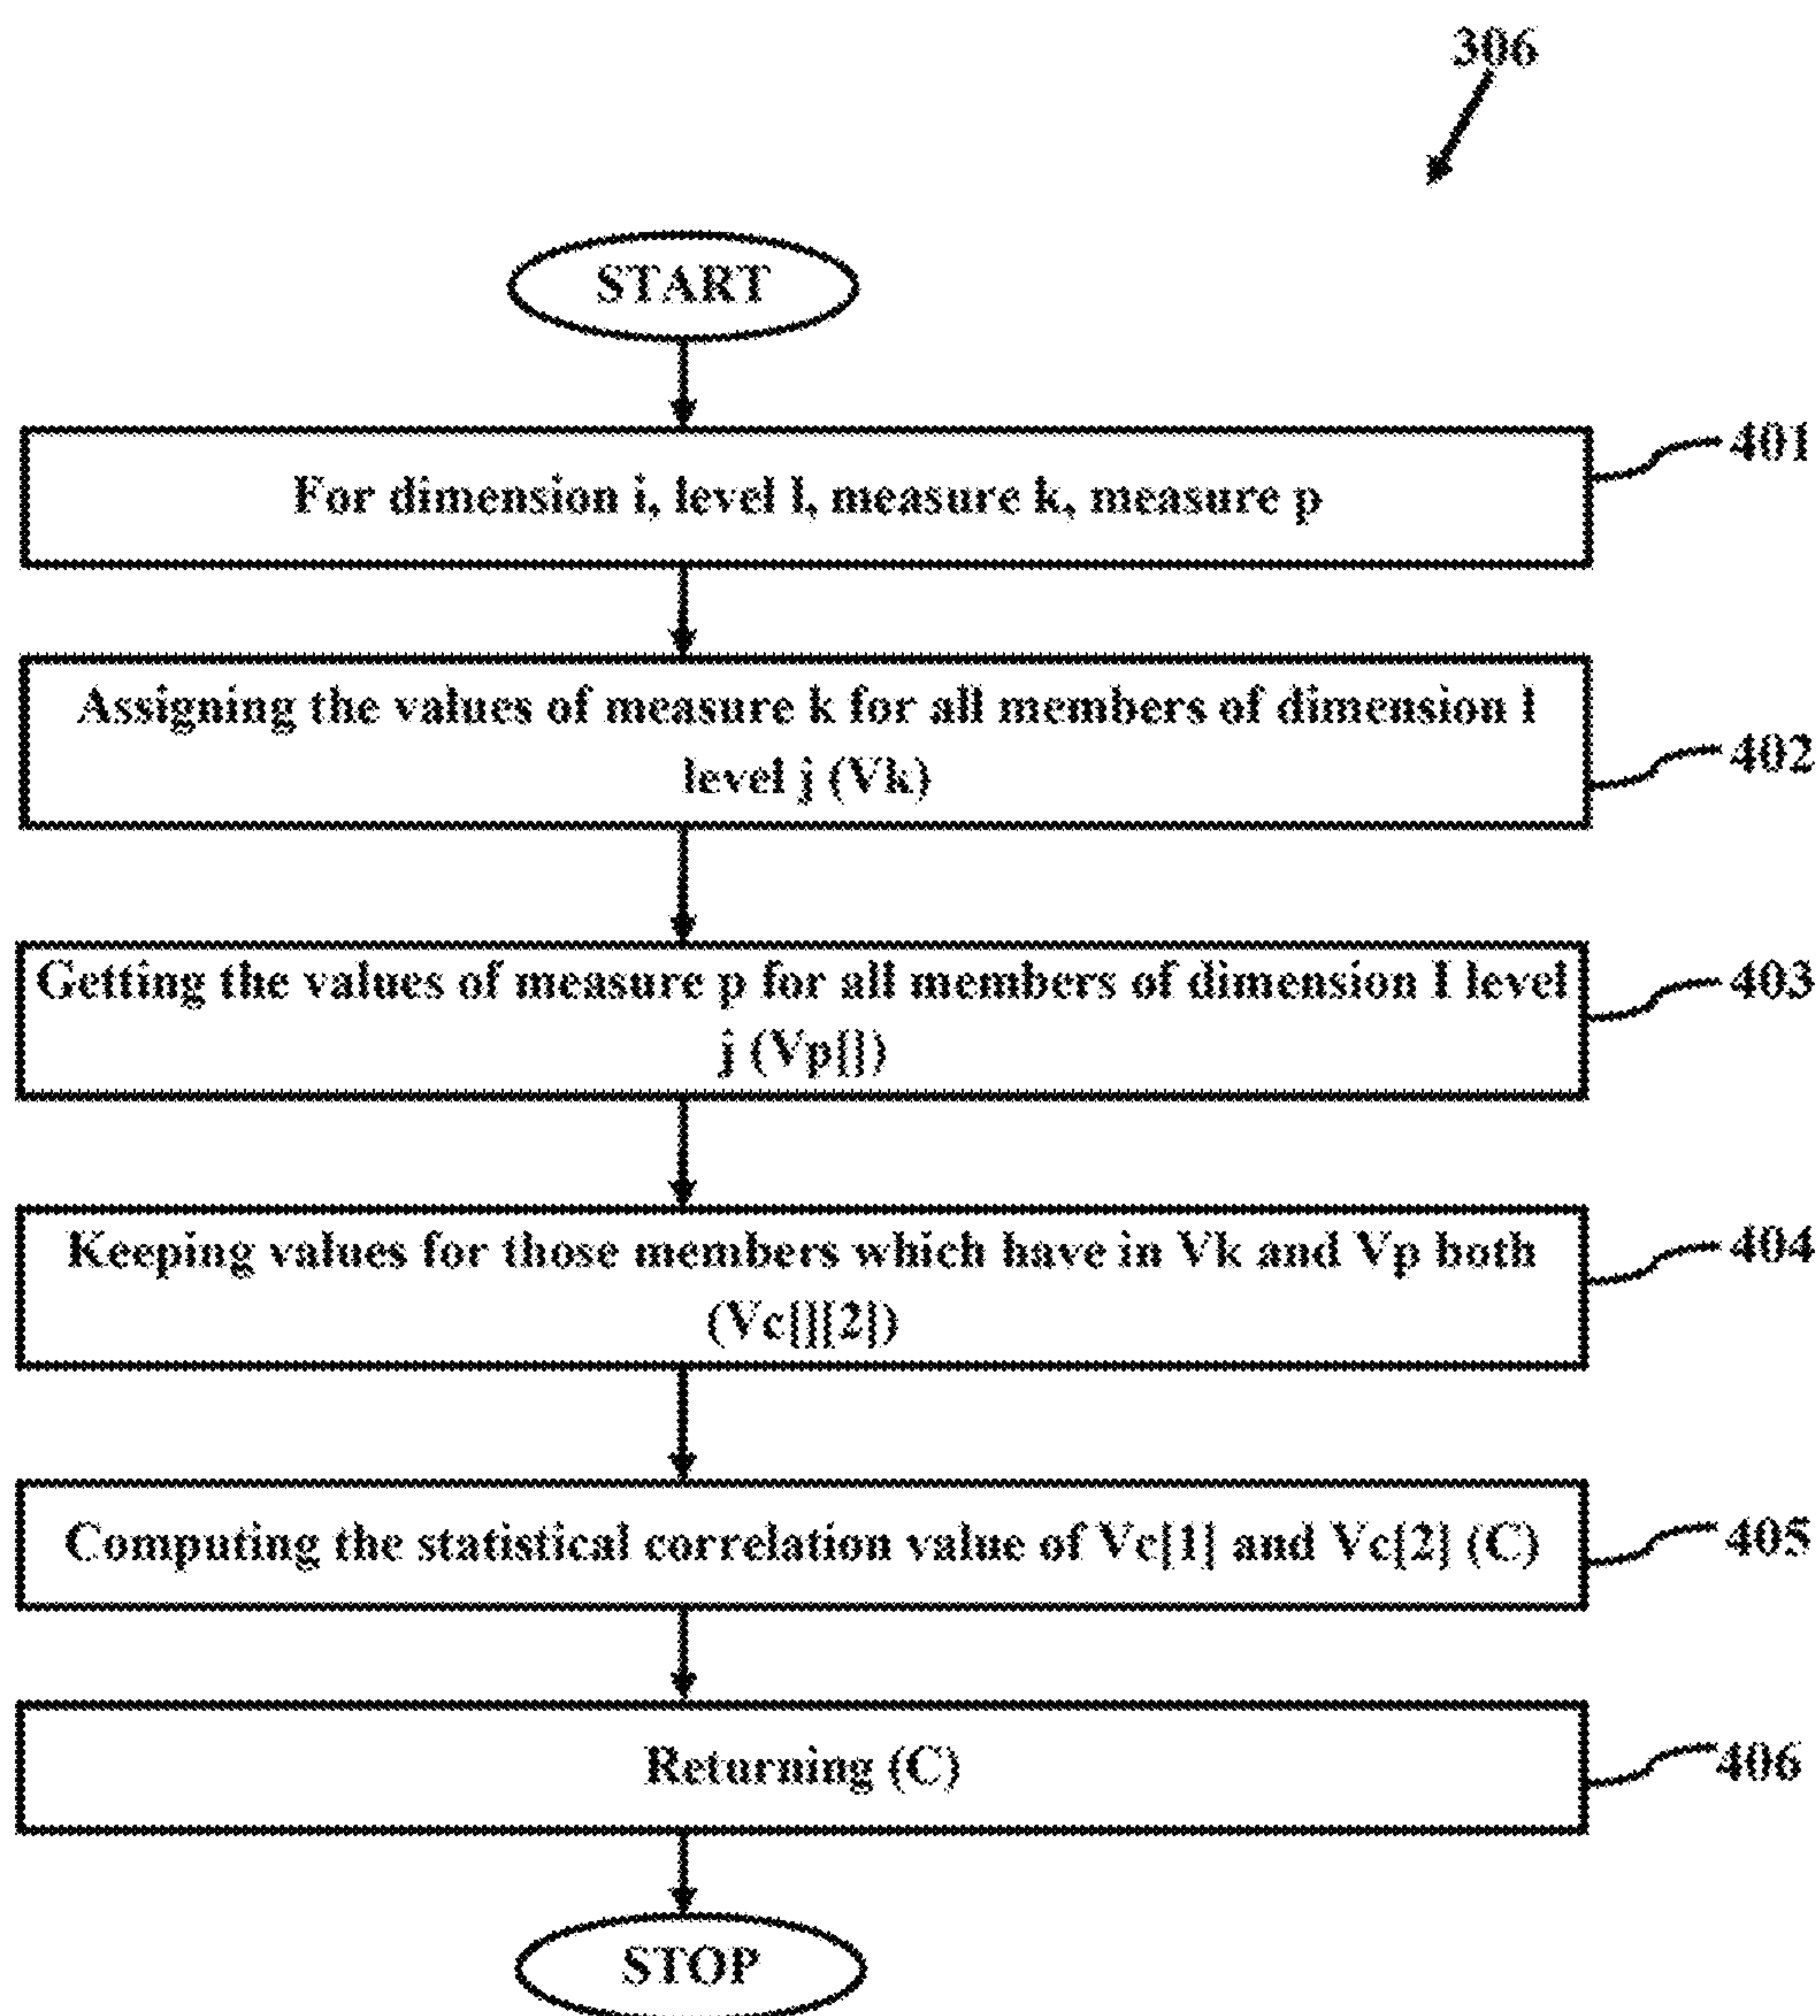 306
START
For dimension i, level l, measure k, measure p
401
Assigning the values of measure k for all members of dimension l
level j (Vk)
402
Getting the values of measure p for all members of dimension I level
j (Vp[])
403
Keeping values for those members which have in Vk and Vp both
(Vc[][2])
404
Computing the statistical correlation value of Vc[1] and Vc[2] (C)
405
Returning (C)
406
STOP